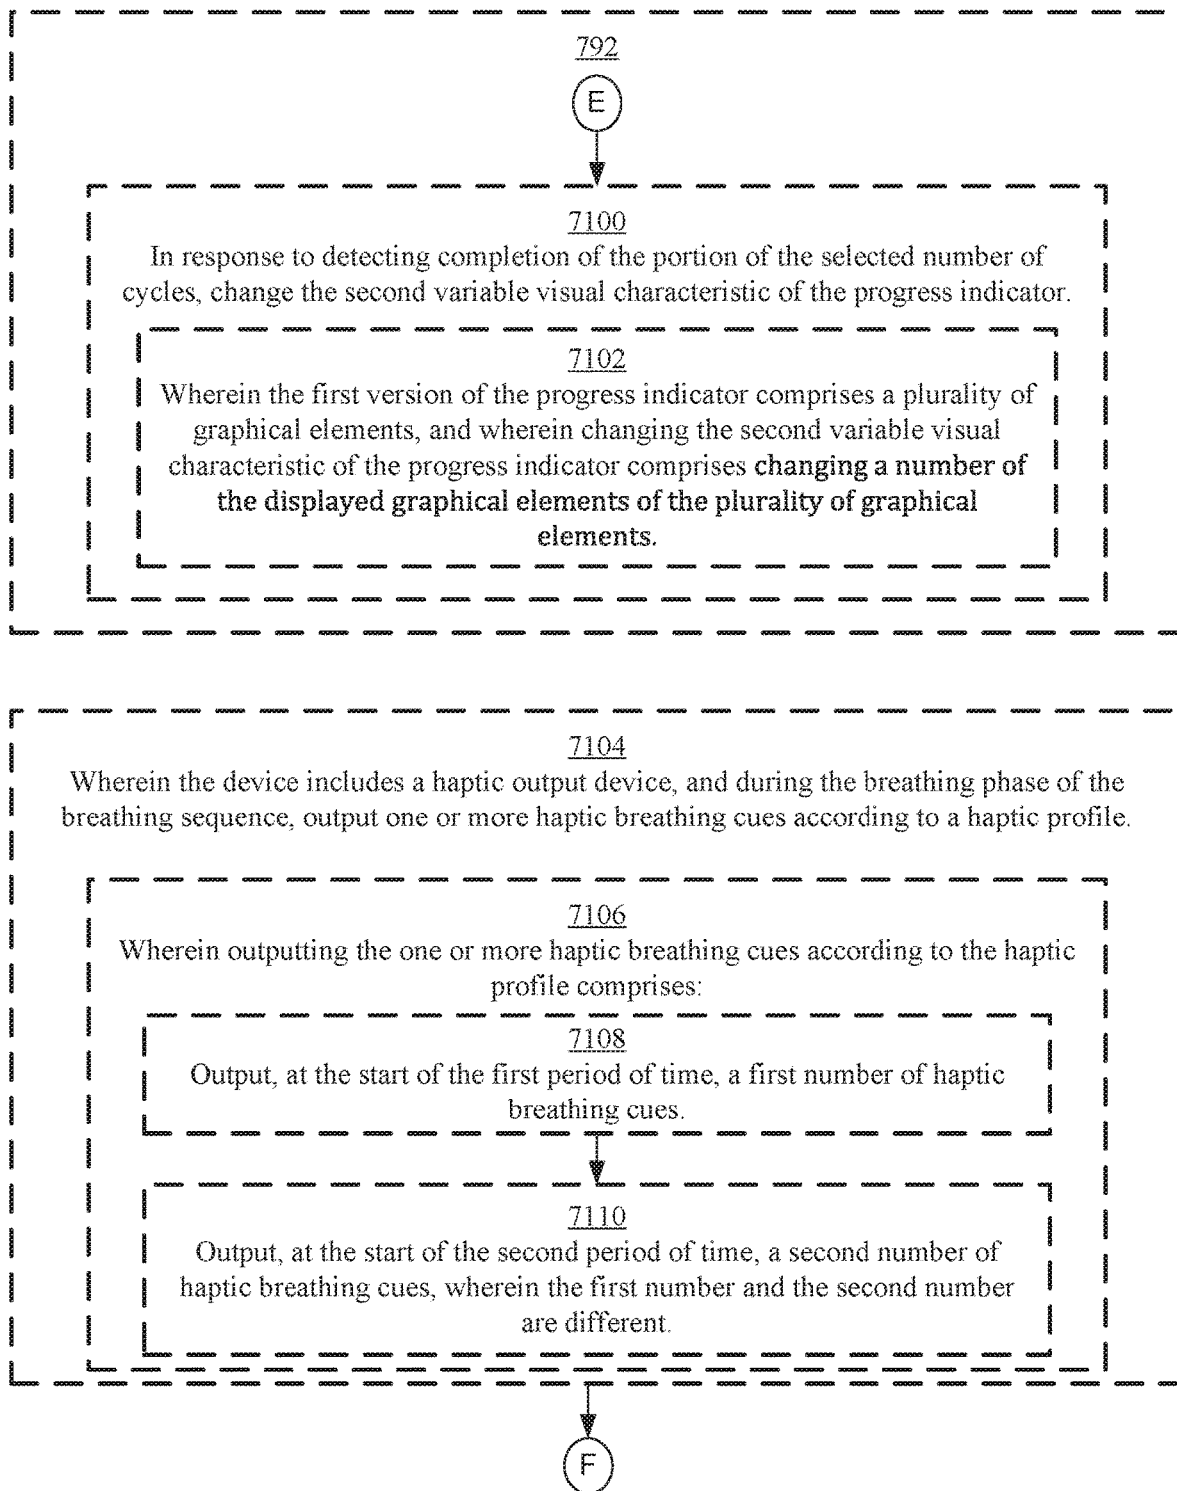 792
E
7100
In response to detecting completion of the portion of the selected number of
cycles, change the second variable visual characteristic of the progress indicator.
7102
Wherein the first version of the progress indicator comprises a plurality of
graphical elements, and wherein changing the second variable visual
characteristic of the progress indicator comprises changing a number of
the displayed graphical elements of the plurality of graphical
elements.
7104
Wherein the device includes a haptic output device, and during the breathing phase of the
breathing sequence, output one or more haptic breathing cues according to a haptic profile.
7106
Wherein outputting the one or more haptic breathing cues according to the haptic
profile comprises:
7108
Output, at the start of the first period of time, a first number of haptic
breathing cues.
7110
Output, at the start of the second period of time, a second number of
haptic breathing cues, wherein the first number and the second number
are different.
F